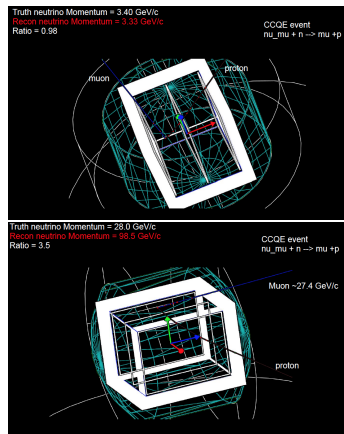 Truth neutrino Momentum = 3.40 GeV/c
Recon neutrino Momentum = 3.33 GeV/c
Ratio = 0.98
CCQE event
nu_mu + n --> mu +p
muon
proton
Truth neutrino Momentum = 28.0 GeV/c
Recon neutrino Momentum = 98.5 GeV/c
Ratio = 3.5
CCQE event
nu_mu + n --> mu +p
Muon ~27.4 GeV/c
proton